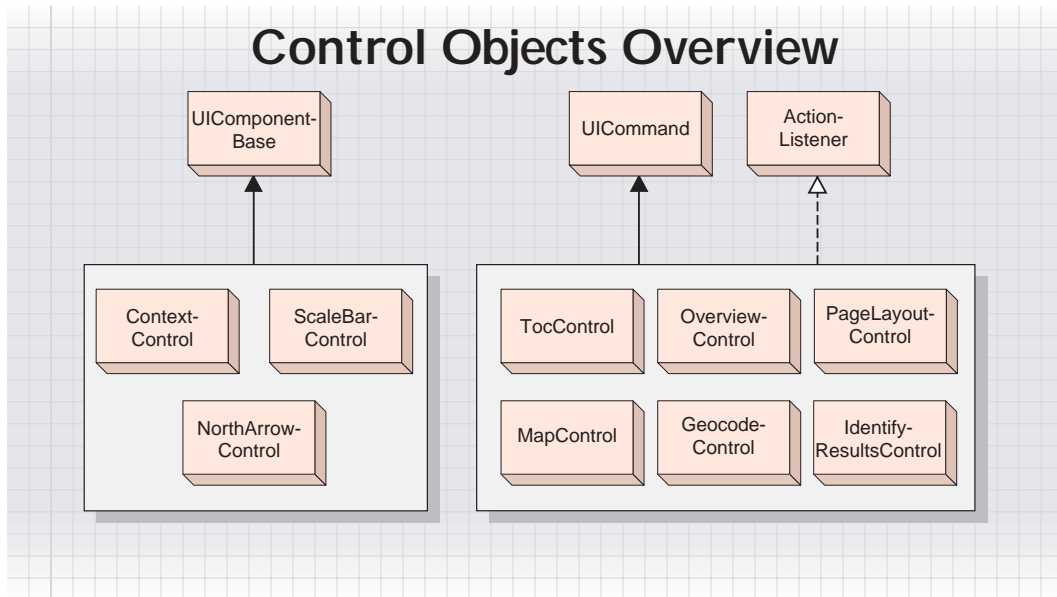 Control Objects Overview
UIComponent-
Base
UICommand
Action-
Listener
Context-
Control
ScaleBar-
Control
NorthArrow-
Control
TocControl
Overview-
Control
PageLayout-
Control
MapControl
Geocode-
Control
Identify-
ResultsControl